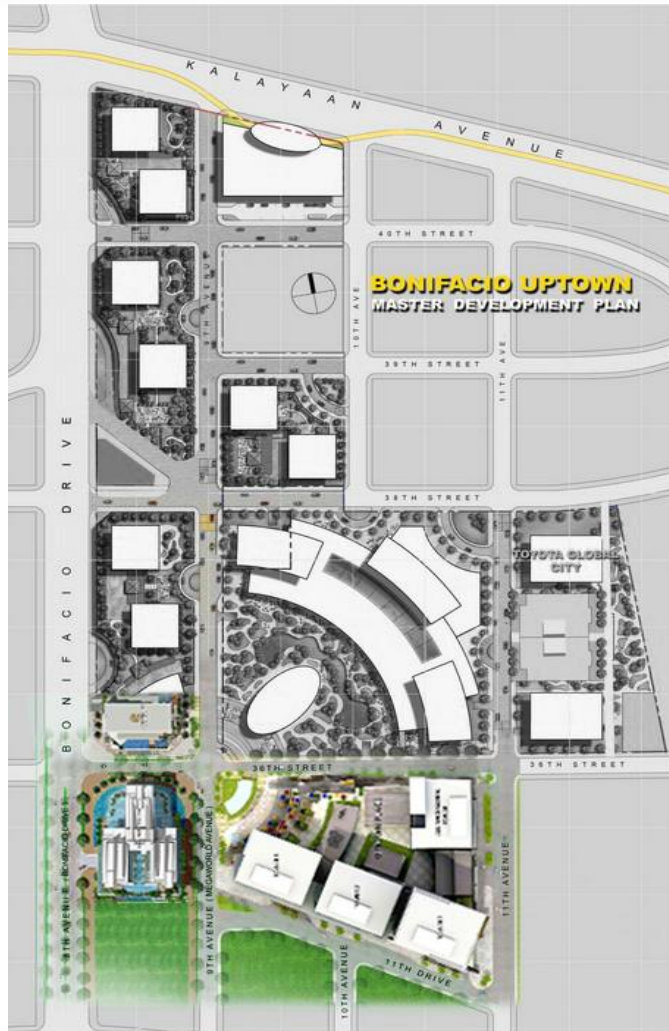 KALAYAAN AVENUE
40TH STREET
9TH AVENUE
10TH AVE
BONIFACIO UPTOWN
MASTER DEVELOPMENT PLAN
39TH STREET
11TH AVE
BONIFACIO DRIVE
38TH STREET
TOYOTA GLOBAL
CITY
36TH STREET
36TH STREET
8TH AVENUE (BONIFACIO DRIVE)
9TH AVENUE (MEGAWORLD AVENUE)
11TH AVENUE
10TH AVENUE
11TH DRIVE